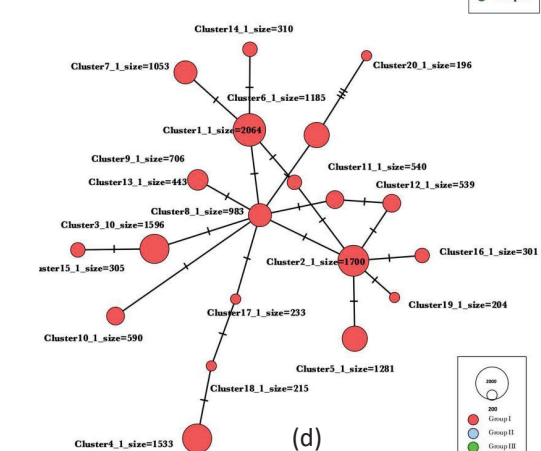 Cluster14_1_size=310
Cluster20_1_size=196
Cluster7_1_size=1053
Cluster6_1_size=1185
Cluster1_1_size=2064
Cluster9_1_size=706
Cluster11_1_size=540
Cluster13_1_size=443
Cluster12_1_size=539
Cluster8_1_size=983
Cluster3_10_size=1596
Cluster16_1_size=301
Cluster2_1_size=1700
ster15_1_size=305
Cluster19_1_size=204
Cluster17_1_size=233
Cluster10_1_size=590
Cluster5_1_size=1281
Cluster18_1_size=215
2000
200
Group I
Group II
Group III
Cluster4_1_size=1533
(d)